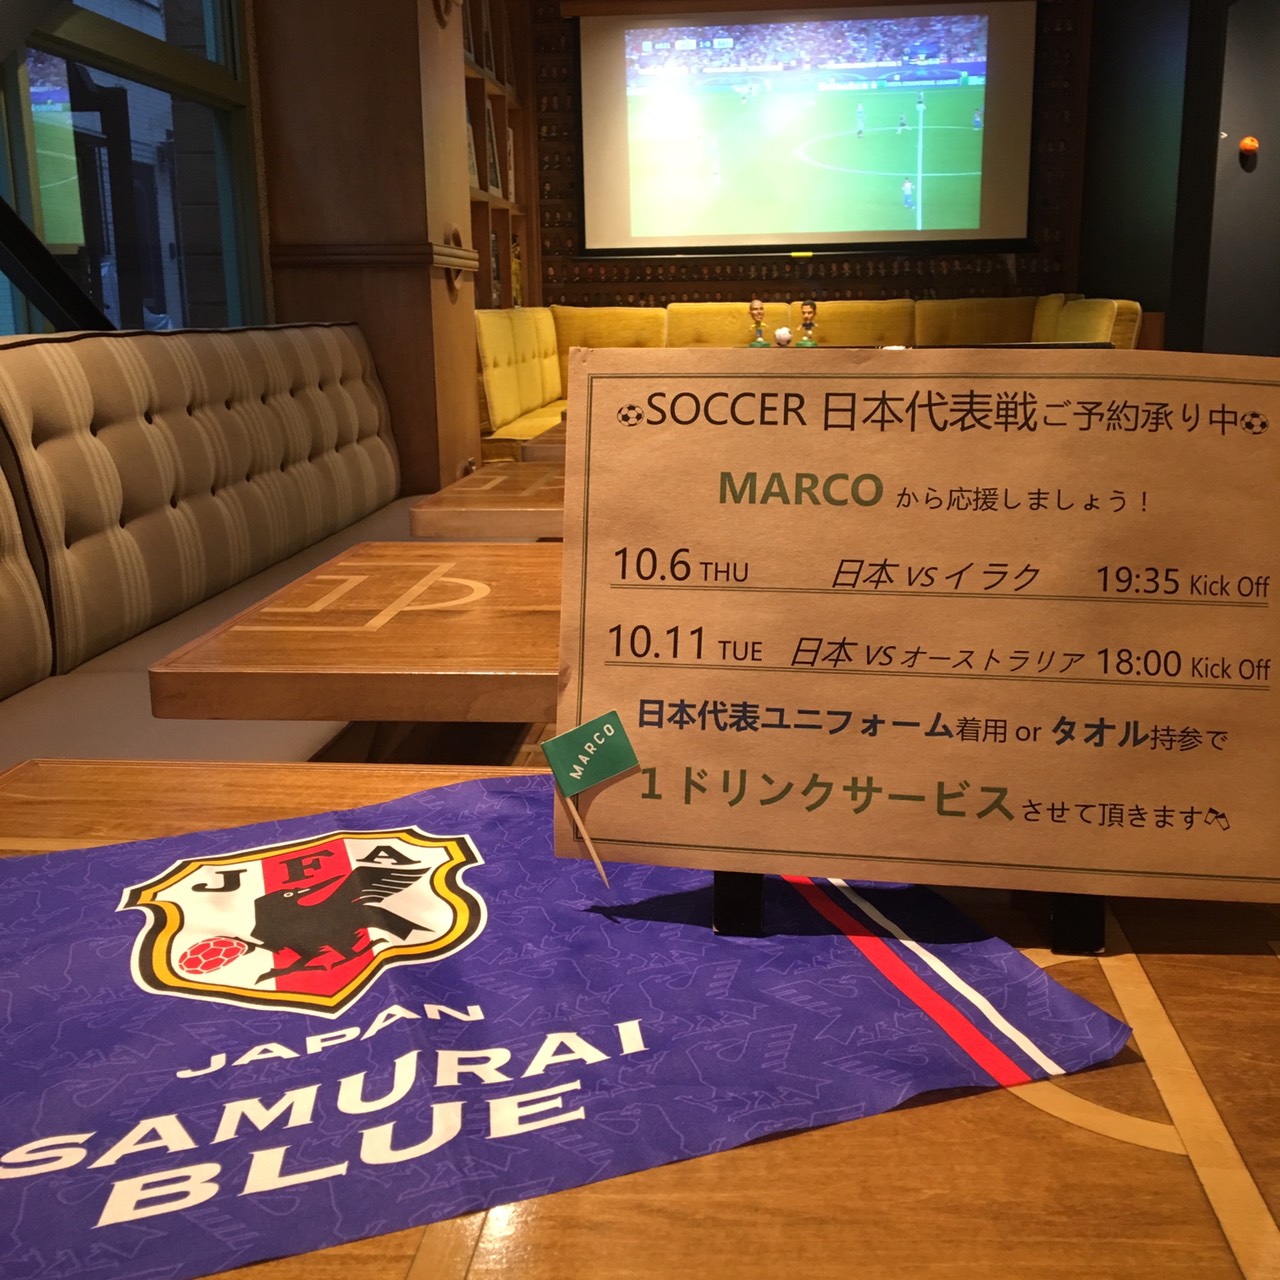 SOCCER 日本代表戦ご予約承り中
MARCO から応援しましょう！
10.6 THU 日本 VS イラク 19:35 Kick Off
10.11 TUE 日本 VS オーストラリア 18:00 Kick Off
日本代表ユニフォーム着用 or タオル持参で
１ドリンクサービスさせて頂きます
MARCO
JFA
JAPAN
SAMURAI
BLUE